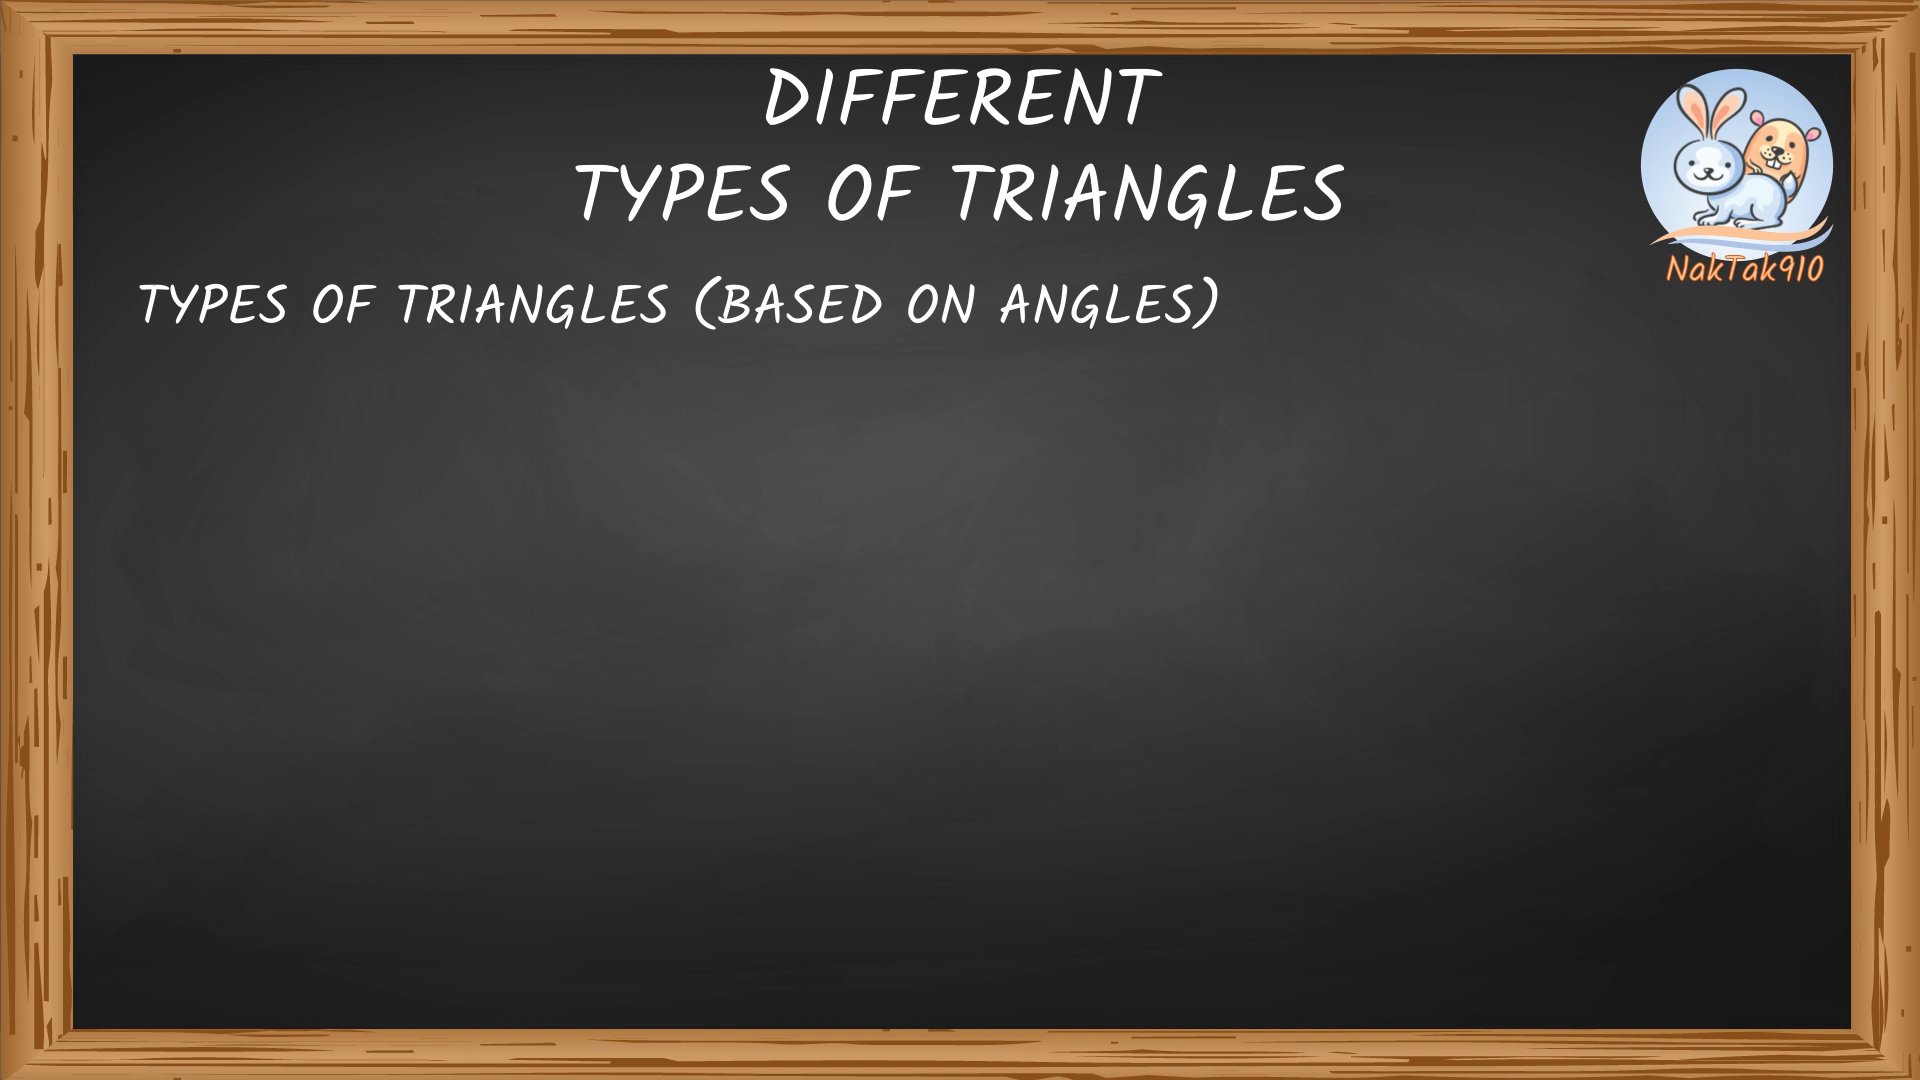 DIFFERENT
TYPES OF TRIANGLES
NakTak910
TYPES OF TRIANGLES (BASED ON ANGLES)